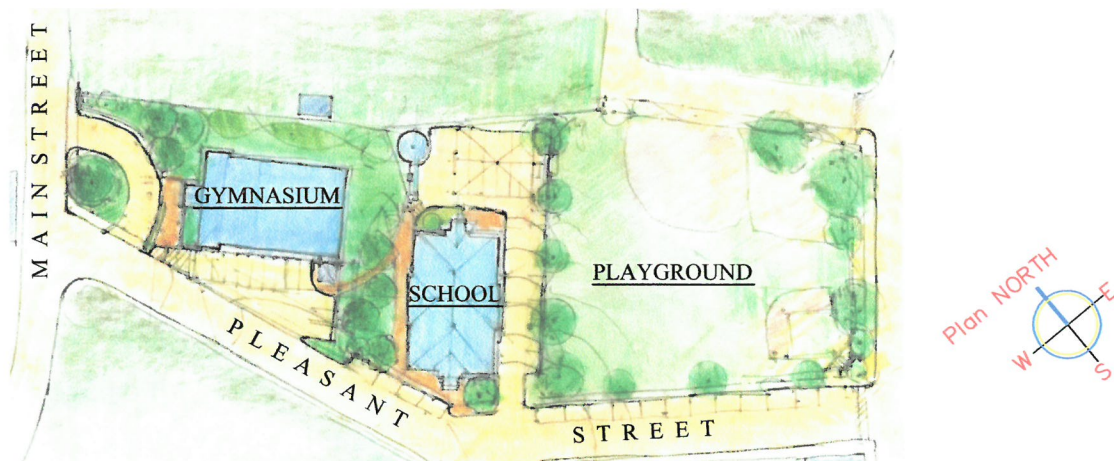 MAIN STREET
GYMNASIUM
SCHOOL
PLAYGROUND
PLEASANT STREET
Plan NORTH
E
W
S